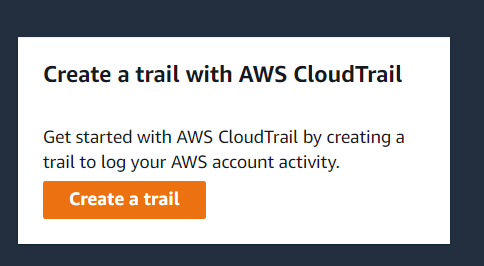 Create a trail with AWS CloudTrail
Get started with AWS CloudTrail by creating a
trail to log your AWS account activity.
Create a trail